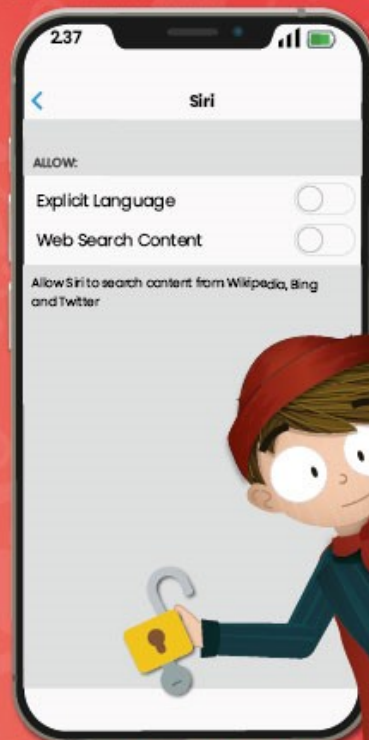 2.37
Siri
ALLOW:
Explicit Language
Web Search Content
Allow Siri to search content from Wikipedia, Bing
and Twitter